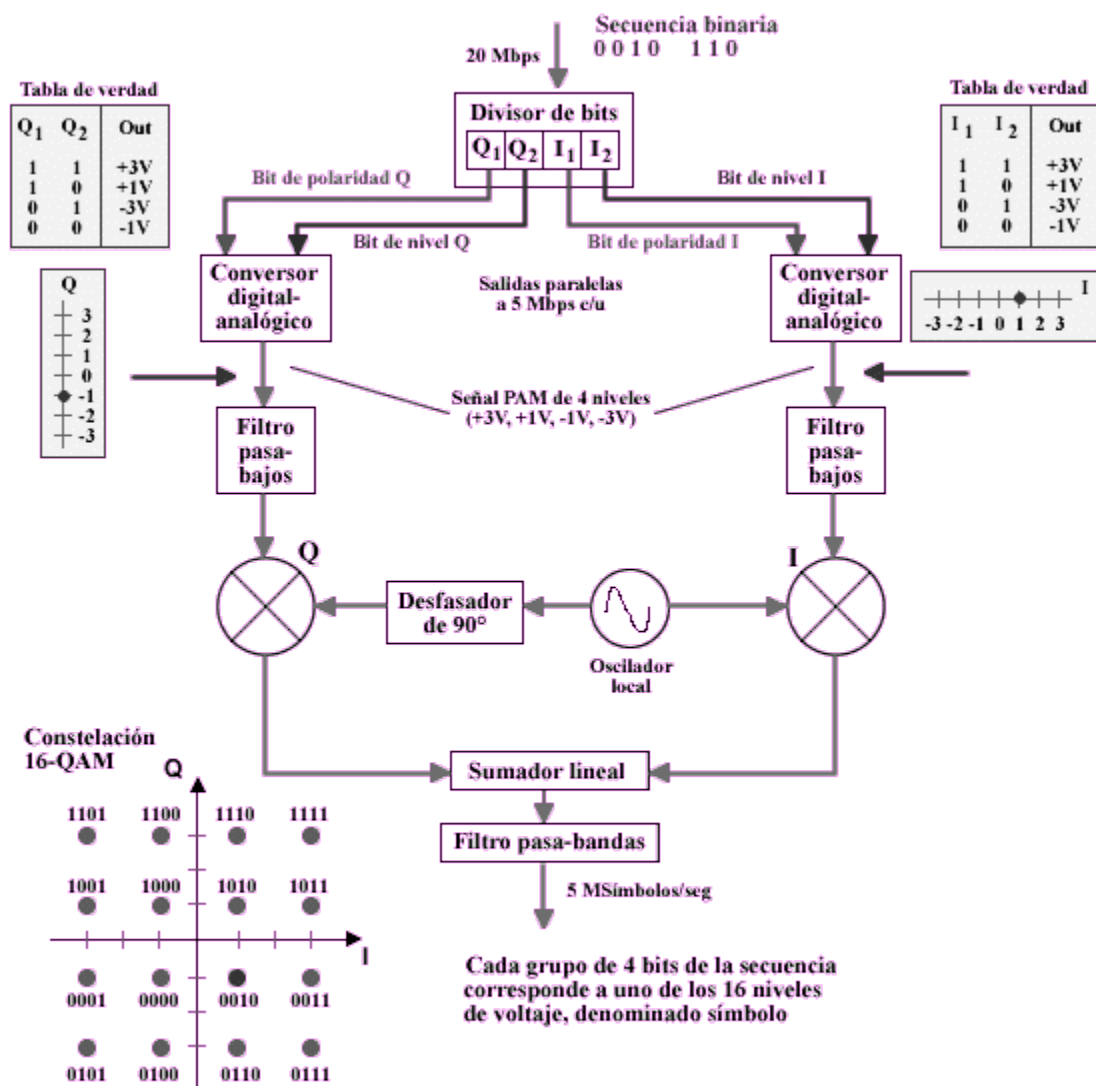 Secuencia binaria
0 0 1 0 1 1 0
20 Mbps
Tabla de verdad
Q1 Q2 Out
1 1 +3V
1 0 +1V
0 1 -3V
0 0 -1V
Divisor de bits
Q1 Q2 I1 I2
Tabla de verdad
I1 I2 Out
1 1 +3V
1 0 +1V
0 1 -3V
0 0 -1V
Bit de polaridad Q
Bit de nivel I
Bit de nivel Q
Bit de polaridad I
Q
3
2
1
0
-1
-2
-3
Conversor
digital-
analógico
Salidas paralelas
a 5 Mbps c/u
Conversor
digital-
analógico
I
-3 -2 -1 0 1 2 3
Señal PAM de 4 niveles
(+3V, +1V, -1V, -3V)
Filtro
pasa-
bajos
Filtro
pasa-
bajos
Q
I
Desfasador
de 90°
Oscilador
local
Constelación
16-QAM
Q
Sumador lineal
Filtro pasa-bandas
5 MSímbolos/seg
1101 1100 1110 1111
1001 1000 1010 1011
I
0001 0000 0010 0011
0101 0100 0110 0111
Cada grupo de 4 bits de la secuencia
corresponde a uno de los 16 niveles
de voltaje, denominado símbolo